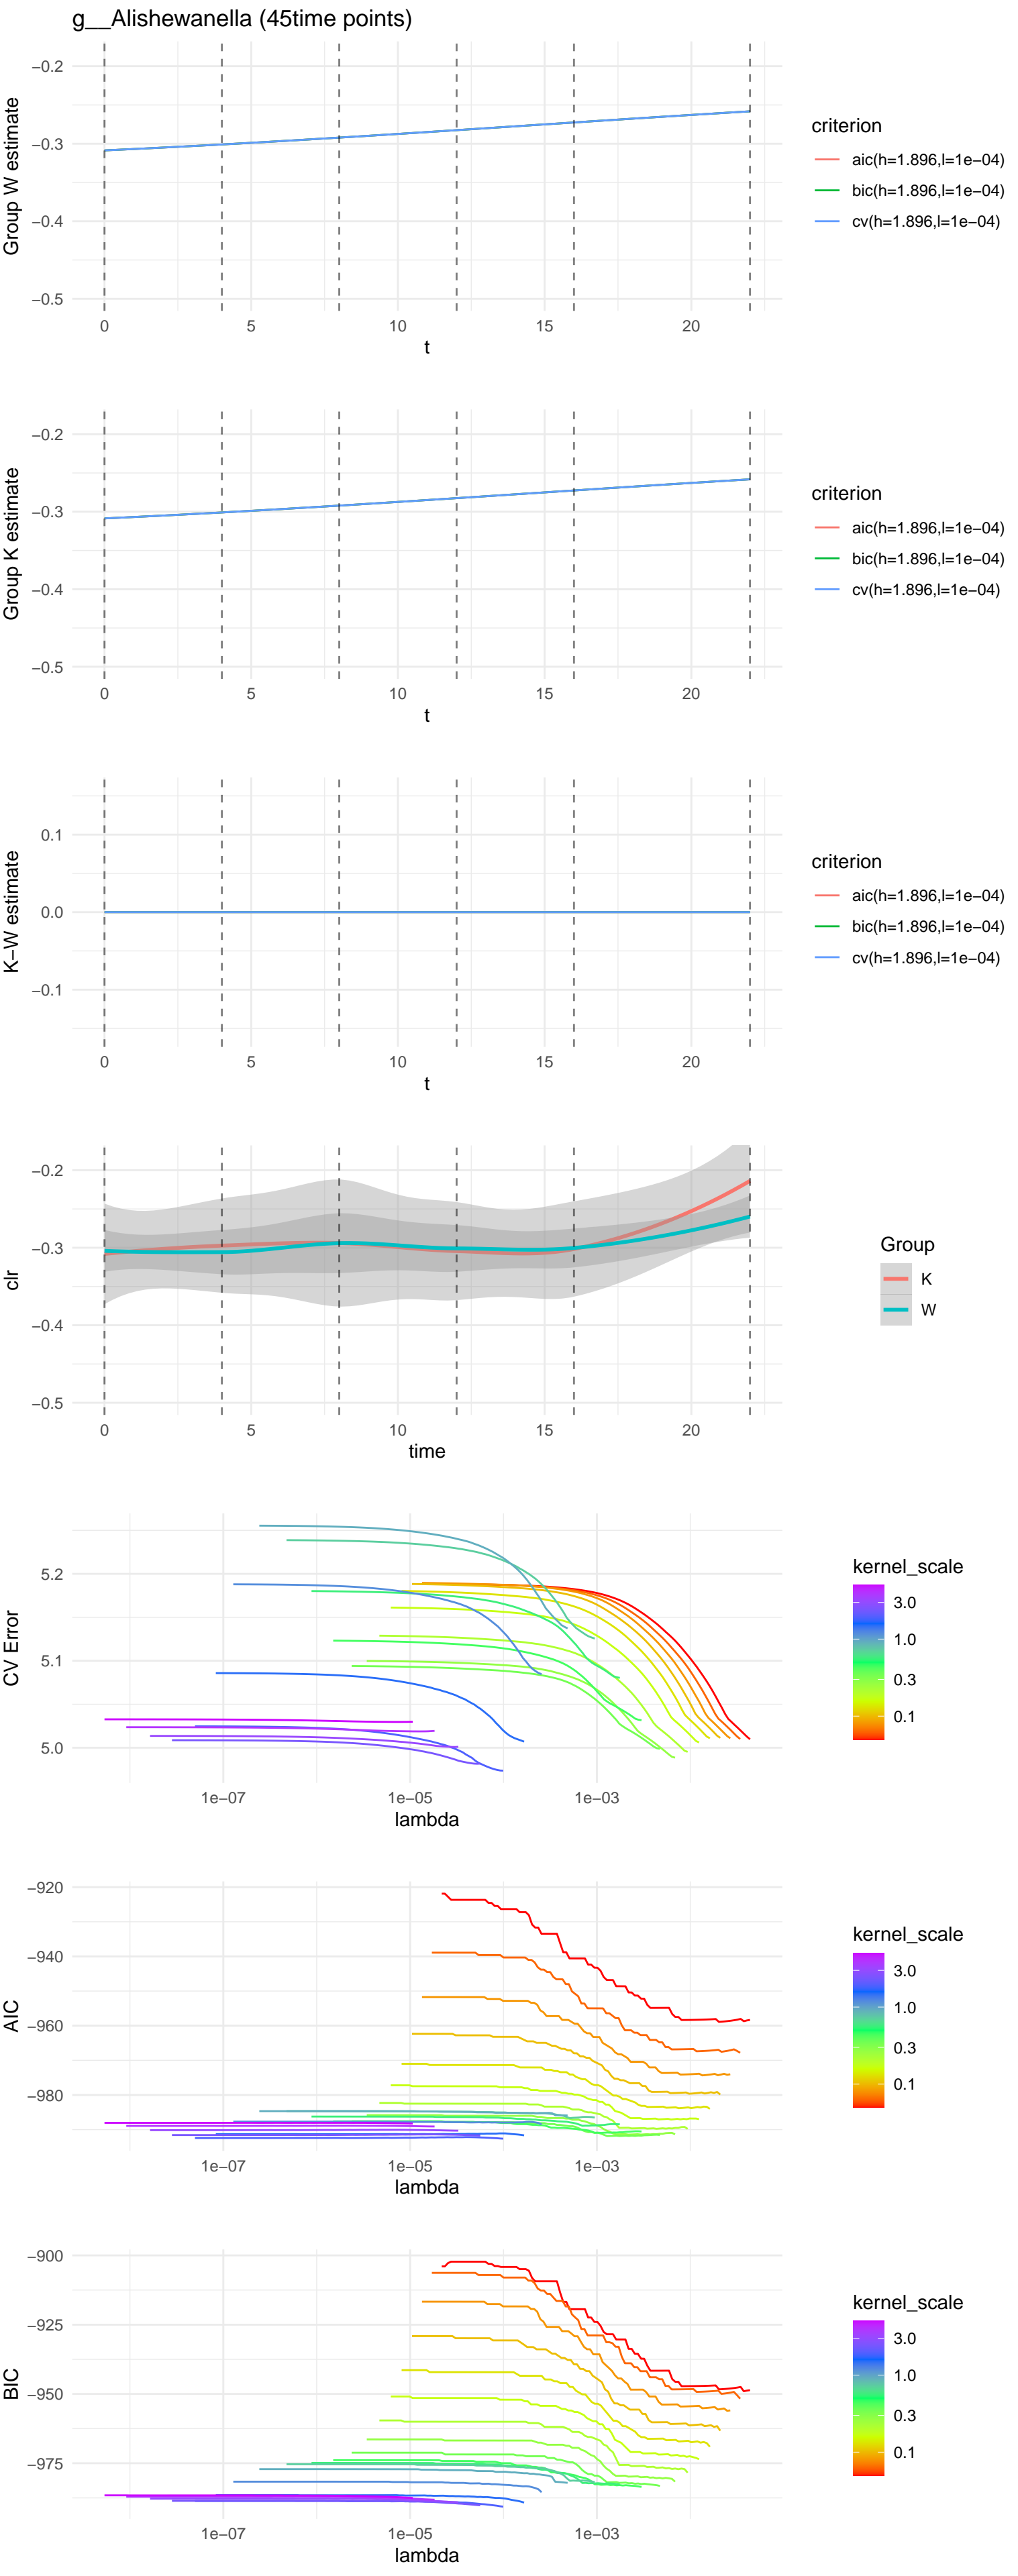 g__Alishewanella (45time points)
Group W estimate
−0.2
−0.3
−0.4
−0.5
0 5 10 15 20
t
criterion
aic(h=1.896,l=1e−04)
bic(h=1.896,l=1e−04)
cv(h=1.896,l=1e−04)
Group K estimate
−0.2
−0.3
−0.4
−0.5
0 5 10 15 20
t
criterion
aic(h=1.896,l=1e−04)
bic(h=1.896,l=1e−04)
cv(h=1.896,l=1e−04)
K−W estimate
0.1
0.0
−0.1
0 5 10 15 20
t
criterion
aic(h=1.896,l=1e−04)
bic(h=1.896,l=1e−04)
cv(h=1.896,l=1e−04)
clr
−0.2
−0.3
−0.4
−0.5
0 5 10 15 20
time
Group
K
W
CV Error
5.2
5.1
5.0
1e−07 1e−05 1e−03
lambda
kernel_scale
3.0
1.0
0.3
0.1
AIC
−920
−940
−960
−980
1e−07 1e−05 1e−03
lambda
kernel_scale
3.0
1.0
0.3
0.1
BIC
−900
−925
−950
−975
1e−07 1e−05 1e−03
lambda
kernel_scale
3.0
1.0
0.3
0.1